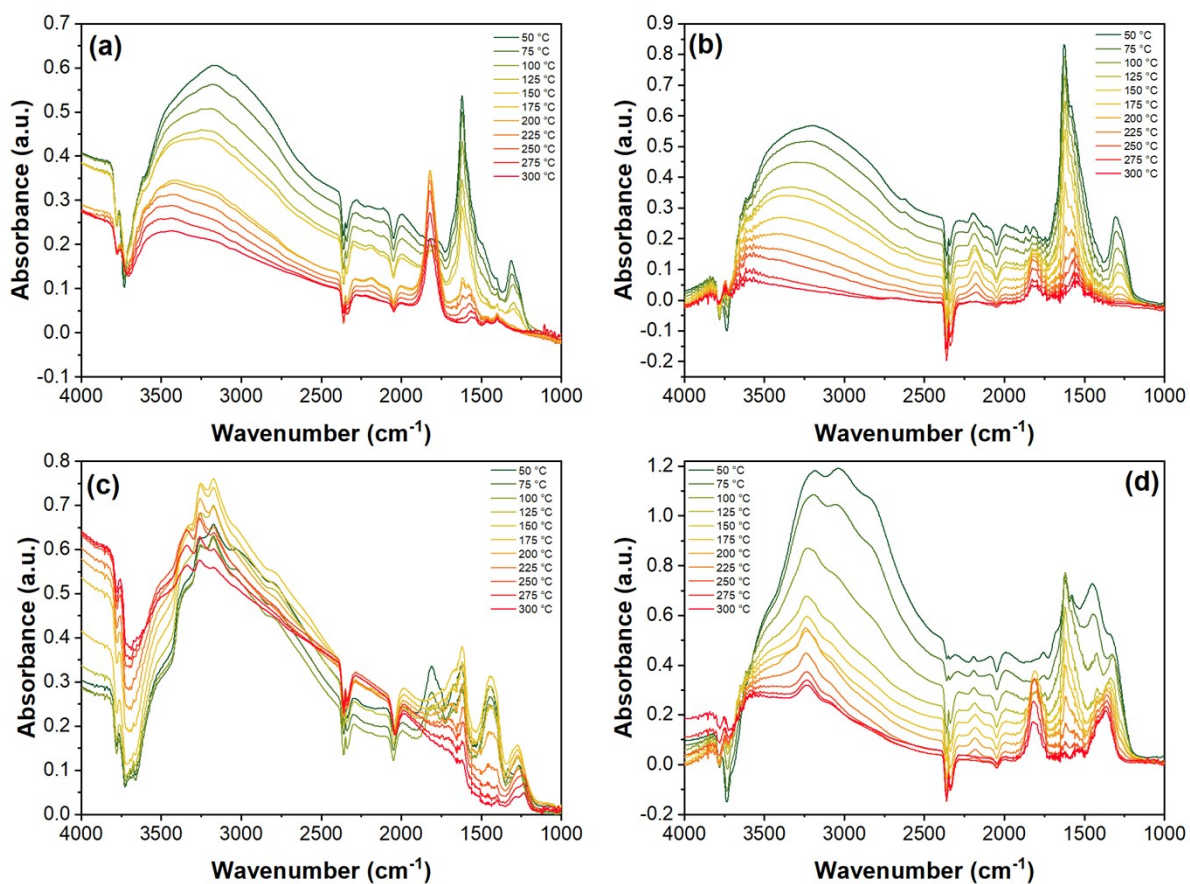 (a)
0.7
0.6
0.5
0.4
0.3
0.2
0.1
0.0
-0.1
Absorbance (a.u.)
4000 3500 3000 2500 2000 1500 1000
Wavenumber (cm⁻¹)
50 °C
75 °C
100 °C
125 °C
150 °C
175 °C
200 °C
225 °C
250 °C
275 °C
300 °C
(b)
0.9
0.8
0.7
0.6
0.5
0.4
0.3
0.2
0.1
0.0
-0.1
-0.2
Absorbance (a.u.)
4000 3500 3000 2500 2000 1500 1000
Wavenumber (cm⁻¹)
50 °C
75 °C
100 °C
125 °C
150 °C
175 °C
200 °C
225 °C
250 °C
275 °C
300 °C
(c)
0.8
0.7
0.6
0.5
0.4
0.3
0.2
0.1
0.0
Absorbance (a.u.)
4000 3500 3000 2500 2000 1500 1000
Wavenumber (cm⁻¹)
50 °C
75 °C
100 °C
125 °C
150 °C
175 °C
200 °C
225 °C
250 °C
275 °C
300 °C
(d)
1.2
1.0
0.8
0.6
0.4
0.2
0.0
-0.2
Absorbance (a.u.)
4000 3500 3000 2500 2000 1500 1000
Wavenumber (cm⁻¹)
50 °C
75 °C
100 °C
125 °C
150 °C
175 °C
200 °C
225 °C
250 °C
275 °C
300 °C